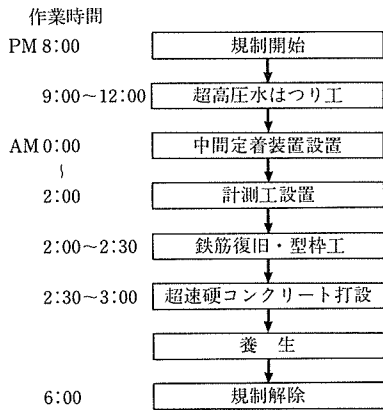 作業時間
PM 8:00 規制開始
9:00~12:00 超高圧水はつり工
AM 0:00 中間定着装置設置
~
2:00 計測工設置
2:00~2:30 鉄筋復旧・型枠工
2:30~3:00 超速硬コンクリート打設
養 生
6:00 規制解除